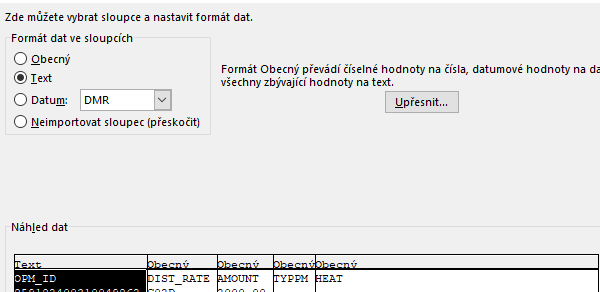 Zde můžete vybrat sloupce a nastavit formát dat.
Formát dat ve sloupcích
Obecný
Text
Datum: DMR
Neimportovat sloupec (přeskočit)
Formát Obecný převádí číselné hodnoty na čísla, datumové hodnoty na da
všechny zbývající hodnoty na text.
Upřesnit...
Náhled dat
Text Obecný Obecný Obecný Obecný
OPM_ID DIST_RATE AMOUNT TYPPM HEAT